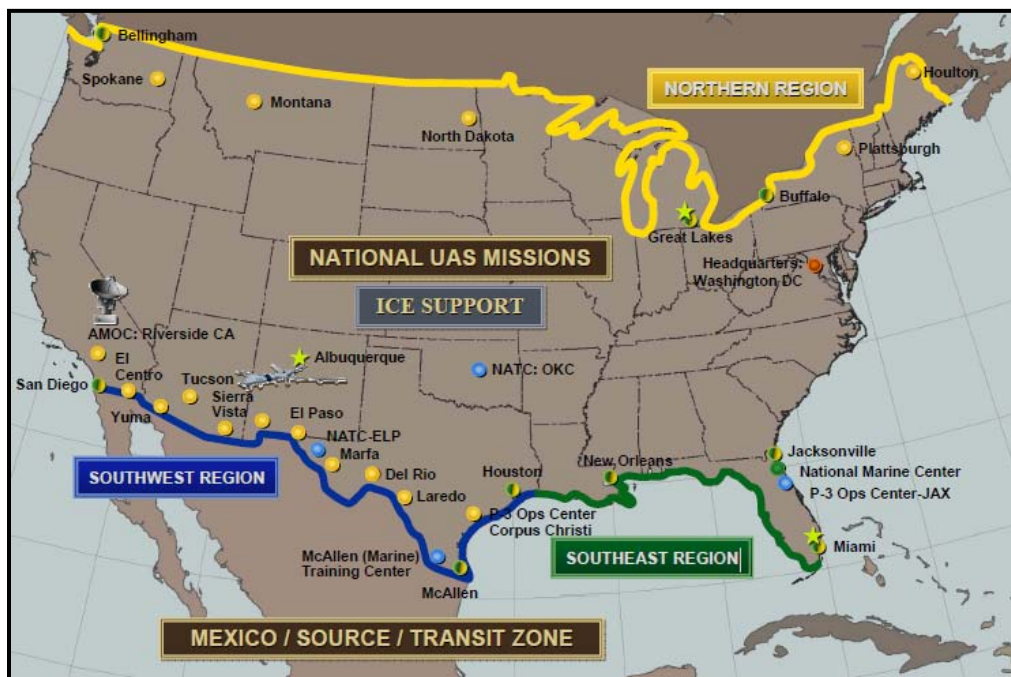 Bellingham
Spokane
Montana
North Dakota
NORTHERN REGION
Houlton
Plattsburgh
Buffalo
Great Lakes
Headquarters:
Washington DC
NATIONAL UAS MISSIONS
ICE SUPPORT
AMOC: Riverside CA
El
Centro
San Diego
Yuma
Tucson
Sierra
Vista
Albuquerque
El Paso
NATC: OKC
NATC-ELP
Marfa
Del Rio
Laredo
Houston
New Orleans
P-3 Ops Center
Corpus Christi
McAllen (Marine)
Training Center
McAllen
Jacksonville
National Marine Center
P-3 Ops Center-JAX
Miami
SOUTHWEST REGION
SOUTHEAST REGION
MEXICO / SOURCE / TRANSIT ZONE